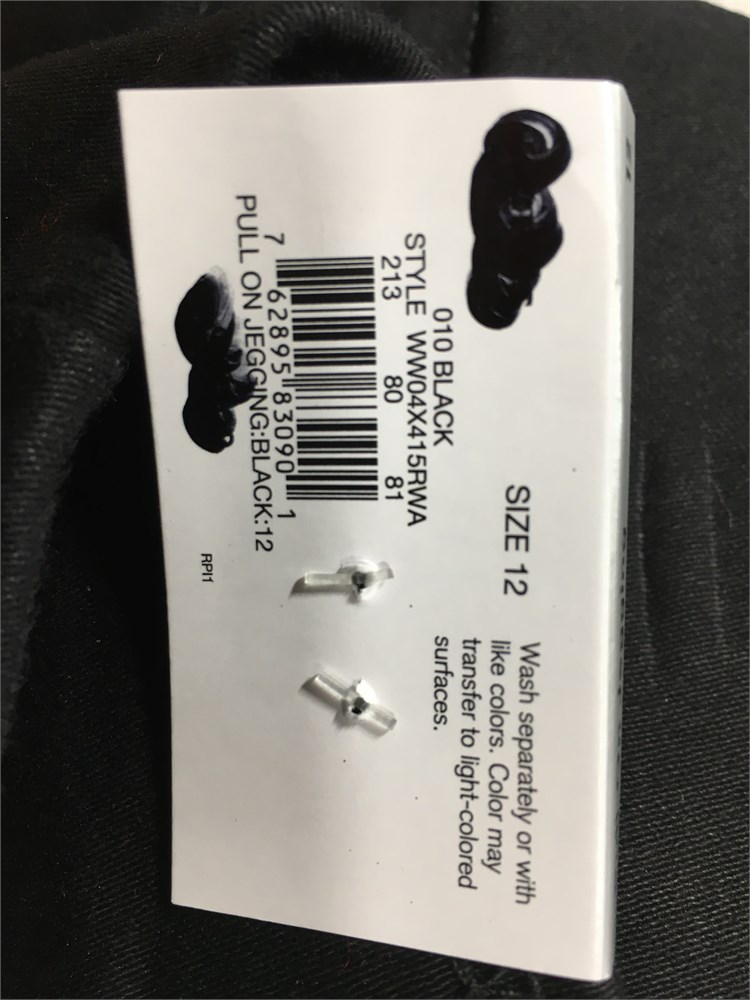 SIZE 12
Wash separately or with
like colors. Color may
transfer to light-colored
surfaces.
010 BLACK
STYLE WW04X415RWA
213 80 81
7 62895 83090 1
PULL ON JEGGING:BLACK:12
RPI1